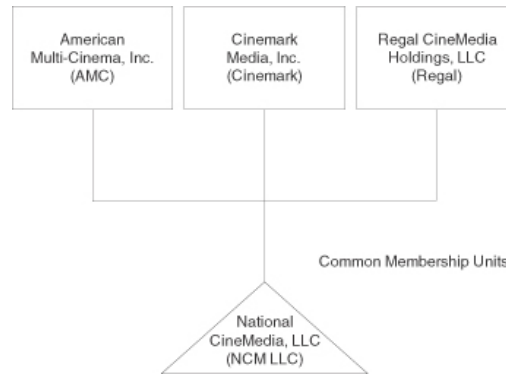 American
Multi-Cinema, Inc.
(AMC)
Cinemark
Media, Inc.
(Cinemark)
Regal CineMedia
Holdings, LLC
(Regal)
Common Membership Units
National
CineMedia, LLC
(NCM LLC)